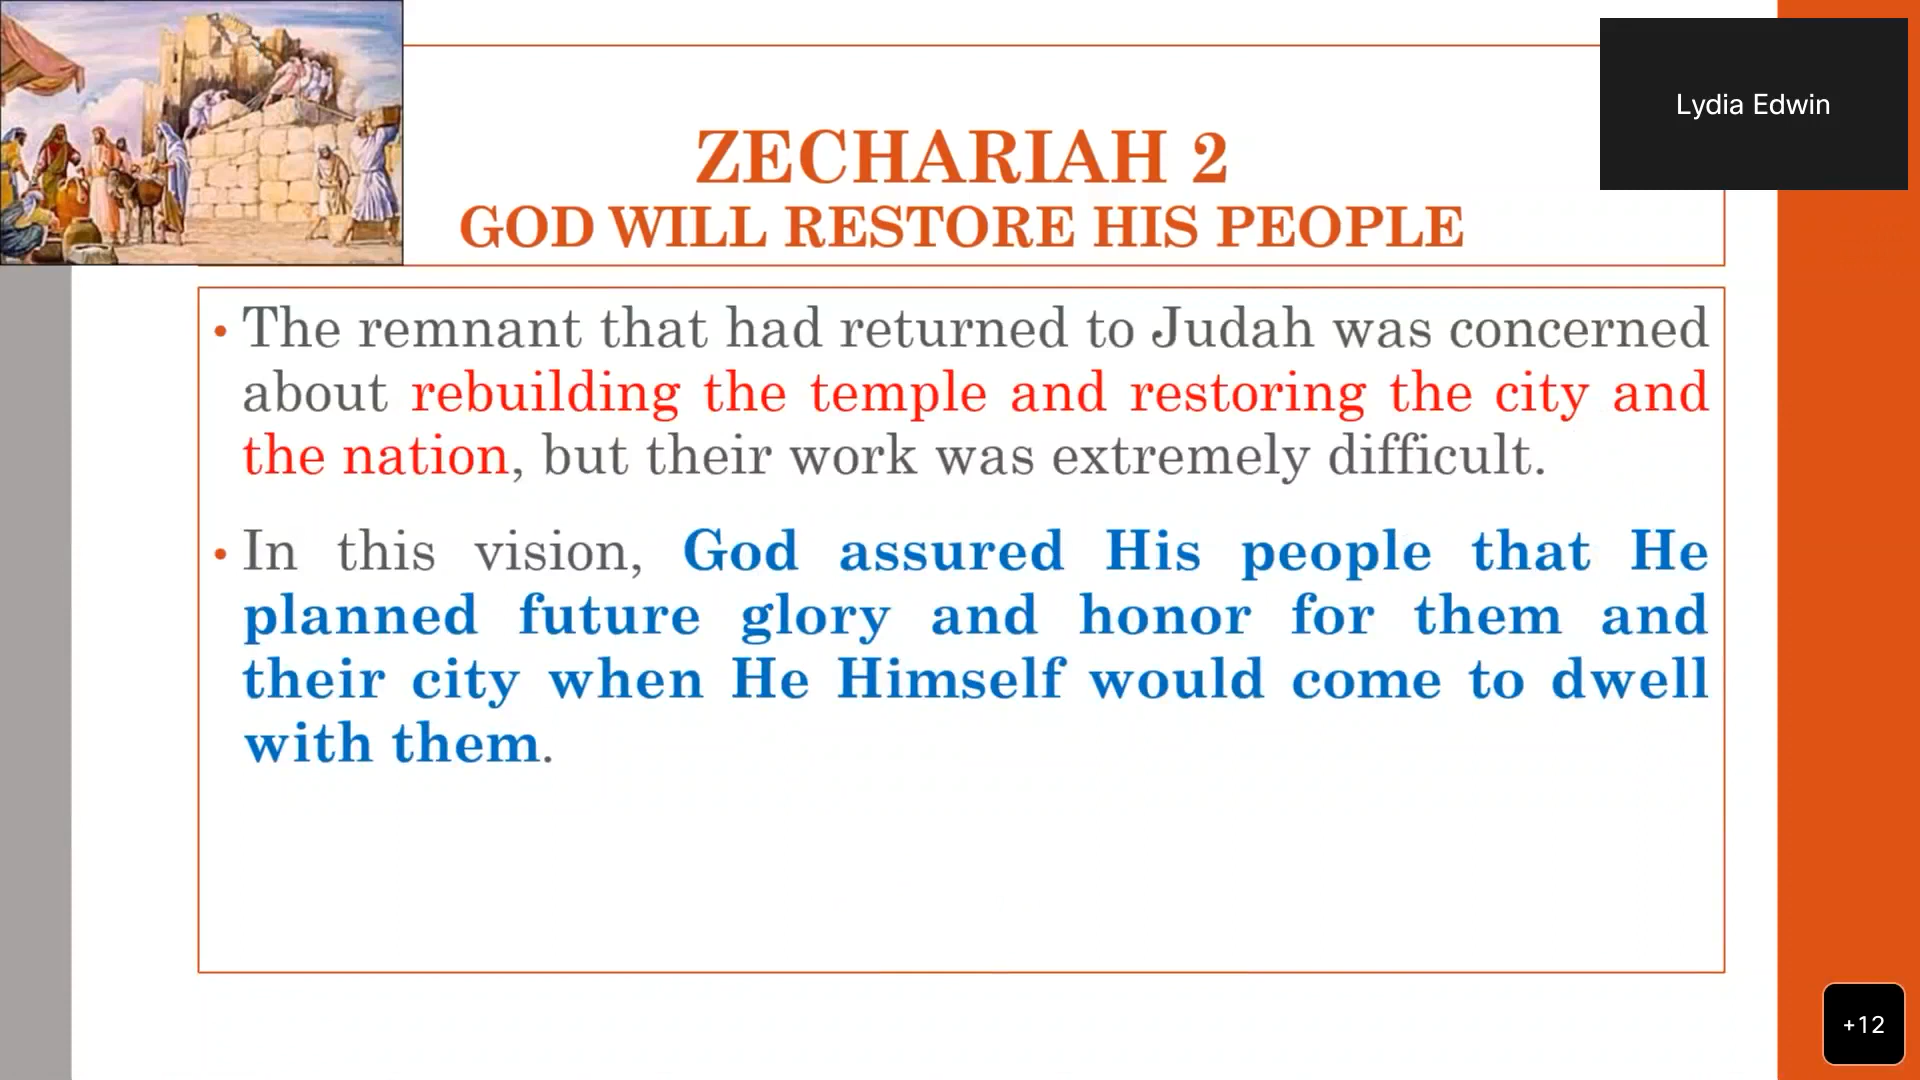 Lydia Edwin
ZECHARIAH 2
GOD WILL RESTORE HIS PEOPLE
• The remnant that had returned to Judah was concerned
about rebuilding the temple and restoring the city and
the nation, but their work was extremely difficult.
• In this vision, God assured His people that He
planned future glory and honor for them and
their city when He Himself would come to dwell
with them.
+12